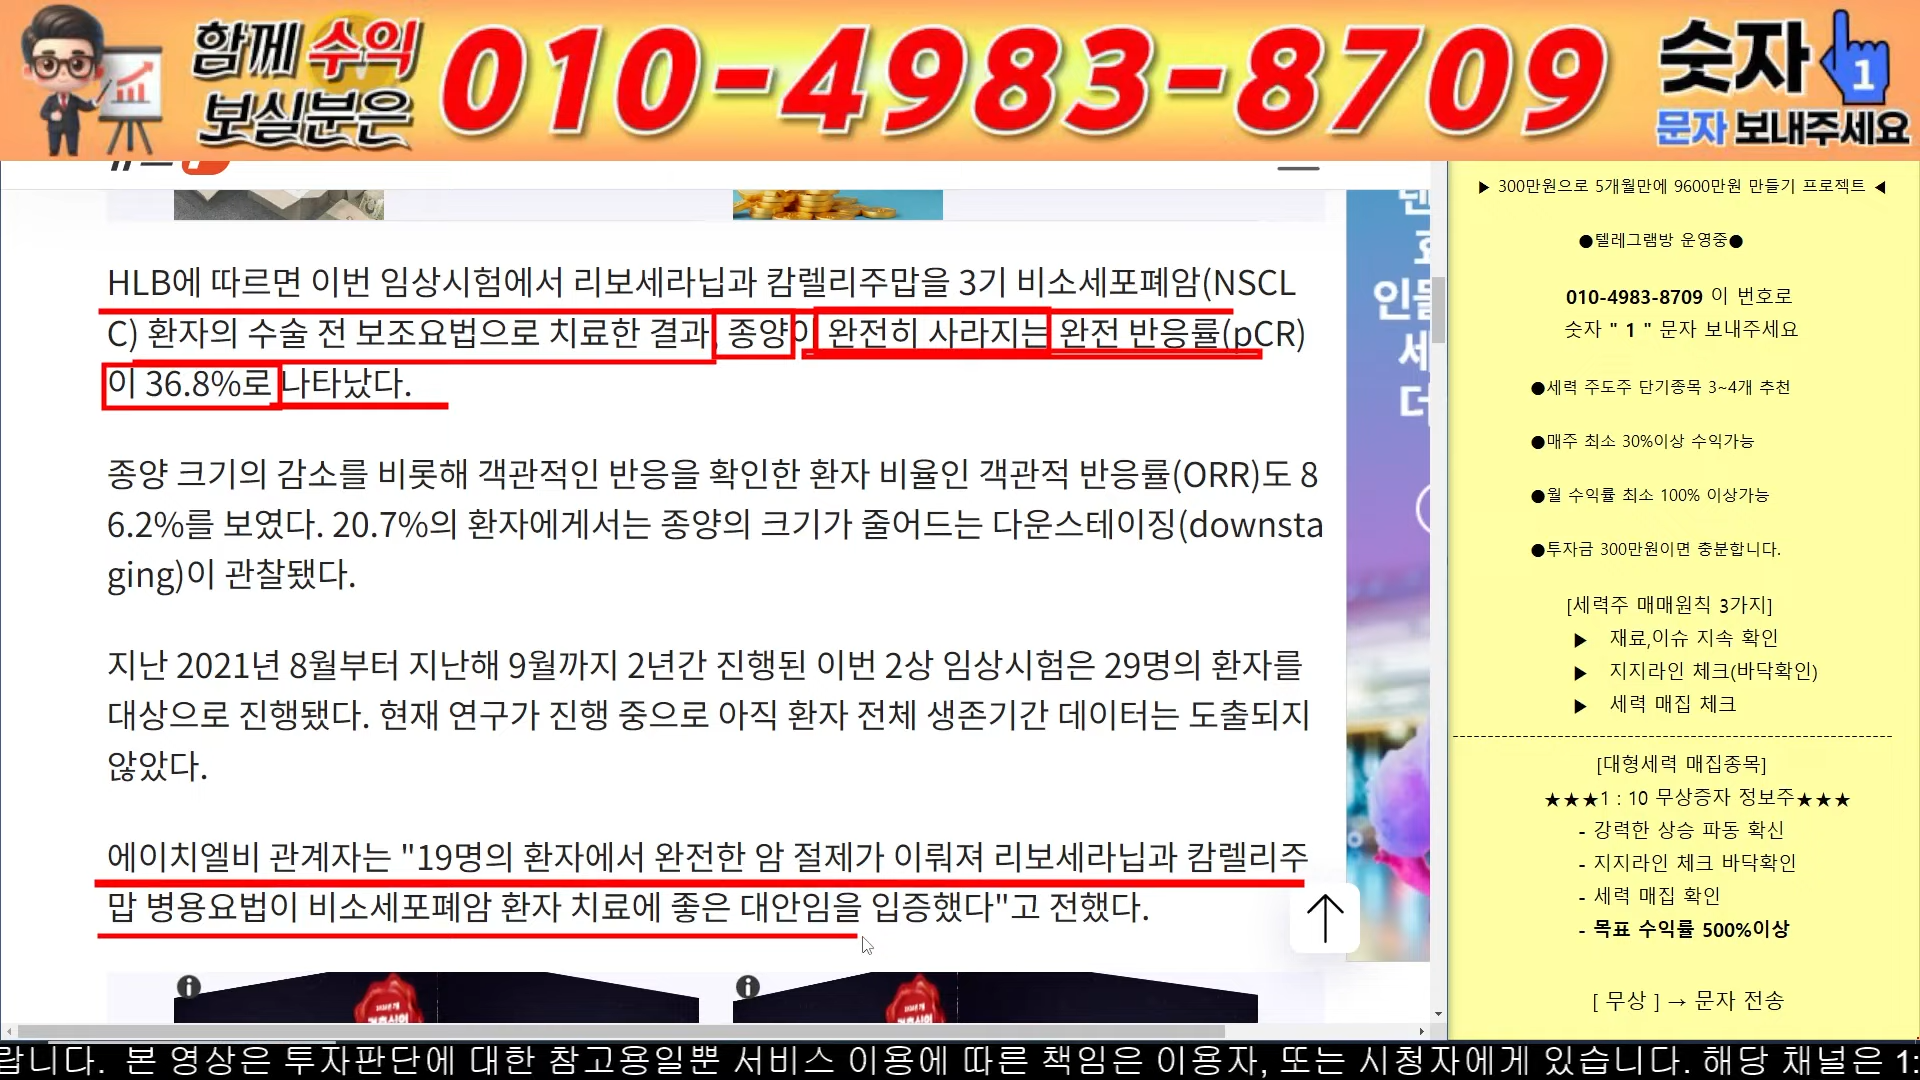 함께 수익
보실분은
010-4983-8709
숫자 1
문자 보내주세요
HLB에 따르면 이번 임상시험에서 리보세라닙과 캄렐리주맙을 3기 비소세포폐암(NSCL
C) 환자의 수술 전 보조요법으로 치료한 결과, 종양이 완전히 사라지는 완전 반응률(pCR)
이 36.8%로 나타났다.
종양 크기의 감소를 비롯해 객관적인 반응을 확인한 환자 비율인 객관적 반응률(ORR)도 8
6.2%를 보였다. 20.7%의 환자에게서는 종양의 크기가 줄어드는 다운스테이징(downsta
ging)이 관찰됐다.
지난 2021년 8월부터 지난해 9월까지 2년간 진행된 이번 2상 임상시험은 29명의 환자를
대상으로 진행됐다. 현재 연구가 진행 중으로 아직 환자 전체 생존기간 데이터는 도출되지
않았다.
에이치엘비 관계자는 "19명의 환자에서 완전한 암 절제가 이뤄져 리보세라닙과 캄렐리주
맙 병용요법이 비소세포폐암 환자 치료에 좋은 대안임을 입증했다"고 전했다.
인들
세
더
▶ 300만원으로 5개월만에 9600만원 만들기 프로젝트 ◀
●텔레그램방 운영중●
010-4983-8709 이 번호로
숫자 " 1 " 문자 보내주세요
●세력 주도주 단기종목 3~4개 추천
●매주 최소 30%이상 수익가능
●월 수익률 최소 100% 이상가능
●투자금 300만원이면 충분합니다.
[세력주 매매원칙 3가지]
▶ 재료,이슈 지속 확인
▶ 지지라인 체크(바닥확인)
▶ 세력 매집 체크
[대형세력 매집종목]
★★★1 : 10 무상증자 정보주★★★
- 강력한 상승 파동 확신
- 지지라인 체크 바닥확인
- 세력 매집 확인
- 목표 수익률 500%이상
[ 무상 ] → 문자 전송
랍니다. 본 영상은 투자판단에 대한 참고용일뿐 서비스 이용에 따른 책임은 이용자, 또는 시청자에게 있습니다. 해당 채널은 1: